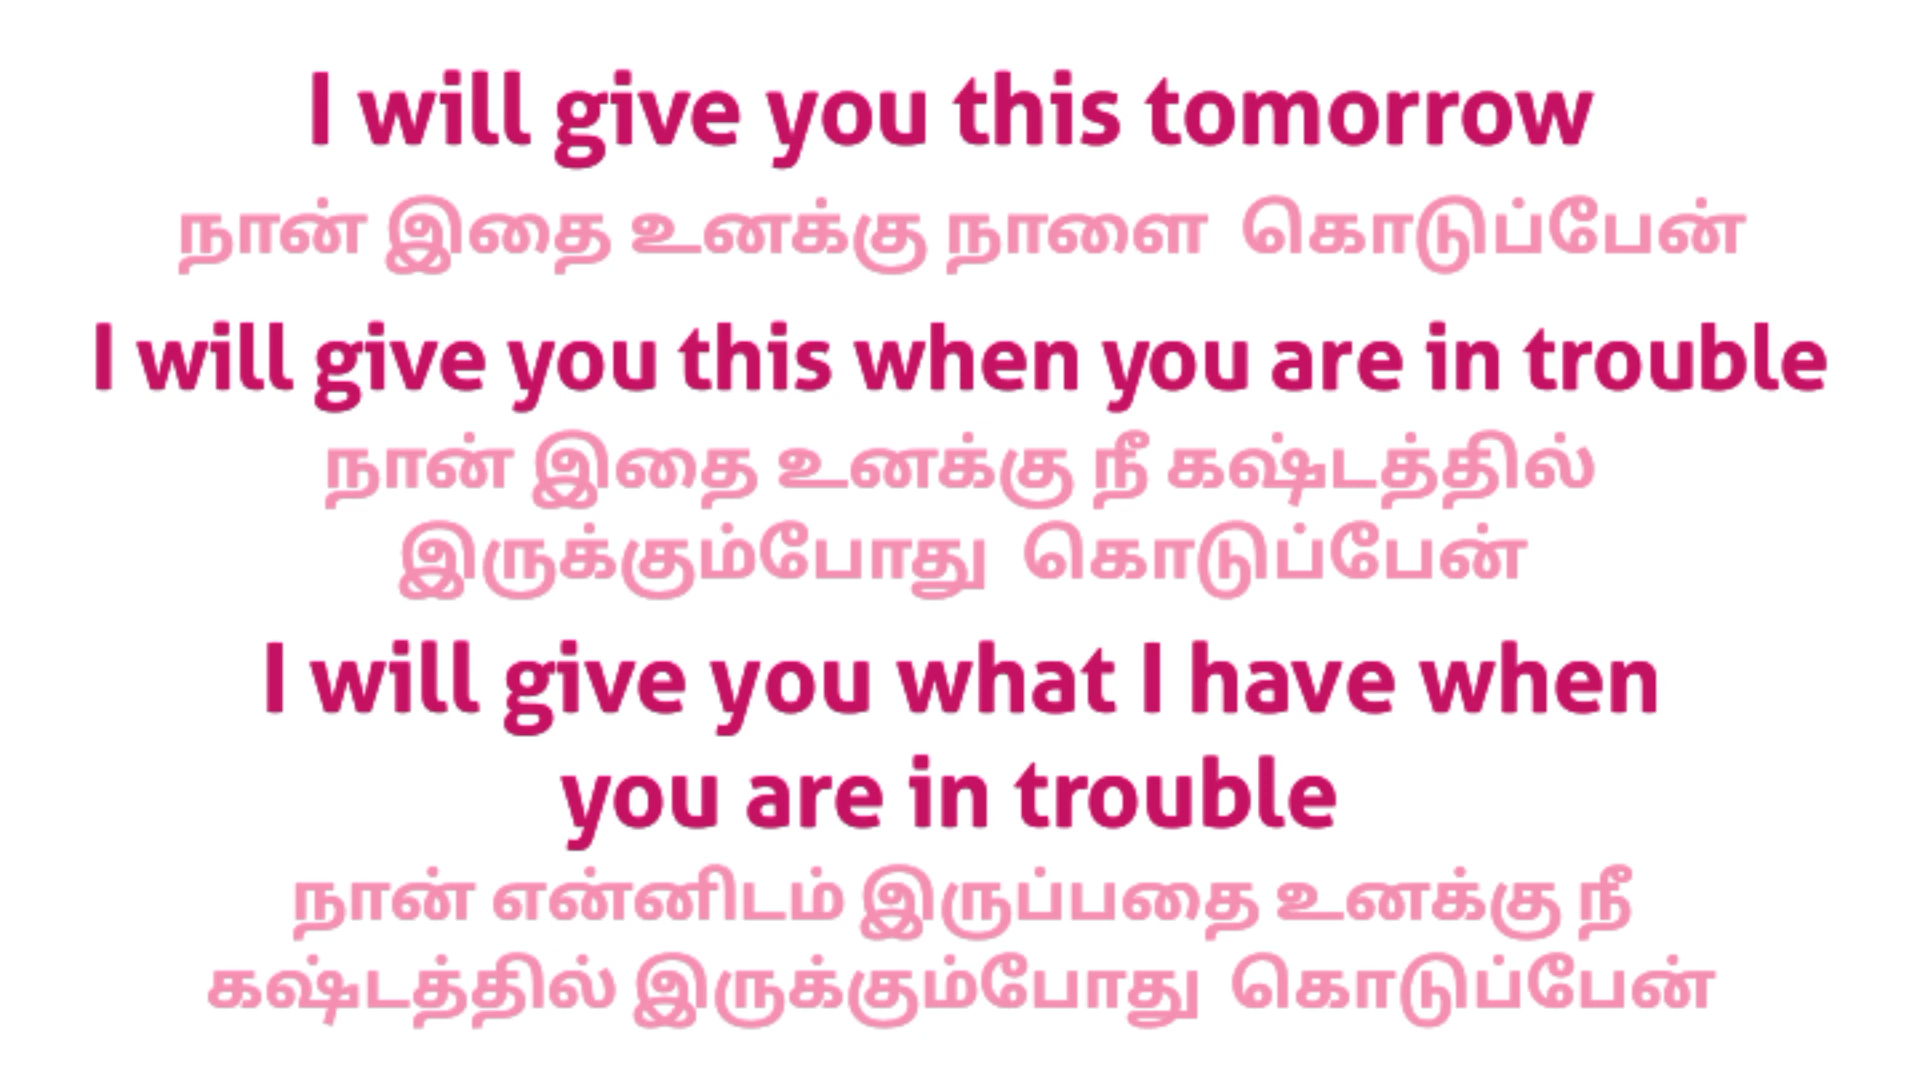 I will give you this tomorrow
நான் இதை உனக்கு நாளை கொடுப்பேன்
I will give you this when you are in trouble
நான் இதை உனக்கு நீ கஷ்டத்தில்
இருக்கும்போது கொடுப்பேன்
I will give you what I have when
you are in trouble
நான் என்னிடம் இருப்பதை உனக்கு நீ
கஷ்டத்தில் இருக்கும்போது கொடுப்பேன்